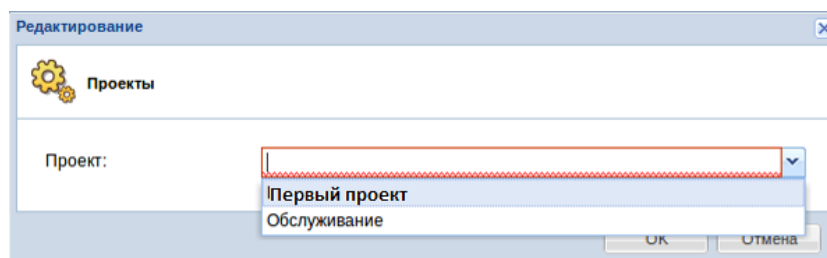 Редактирование
Проекты
Проект:
Первый проект
Обслуживание
OK
Отмена